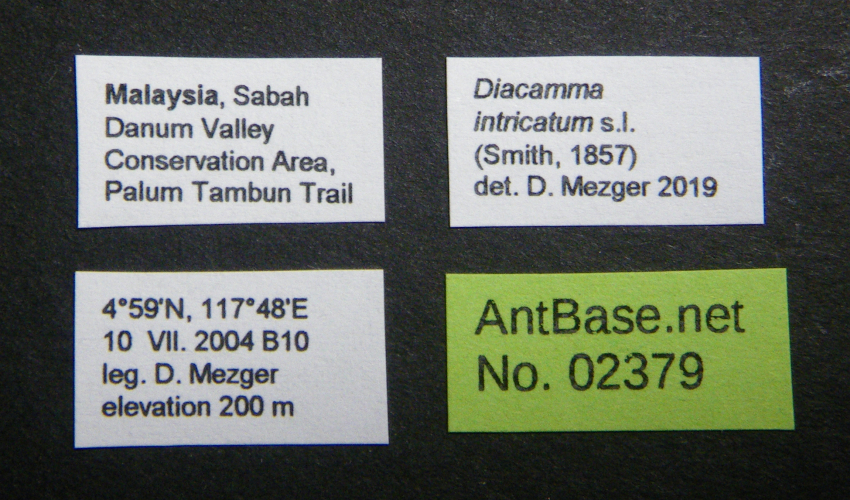 Malaysia, Sabah
Danum Valley
Conservation Area,
Palum Tambun Trail
4°59'N, 117°48'E
10 VII. 2004 B10
leg. D. Mezger
elevation 200 m
Diacamma
intricatum s.l.
(Smith, 1857)
det. D. Mezger 2019
AntBase.net
No. 02379